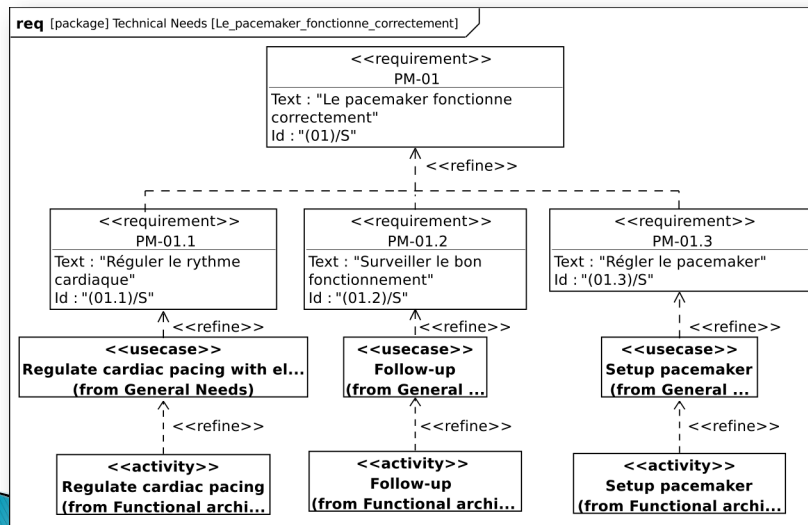 req [package] Technical Needs [Le_pacemaker_fonctionne_correctement]
<<requirement>>
PM-01
Text : "Le pacemaker fonctionne
correctement"
Id : "(01)/S"
<<refine>>
<<requirement>>
PM-01.1
Text : "Réguler le rythme
cardiaque"
Id : "(01.1)/S"
<<requirement>>
PM-01.2
Text : "Surveiller le bon
fonctionnement"
Id : "(01.2)/S"
<<requirement>>
PM-01.3
Text : "Régler le pacemaker"
Id : "(01.3)/S"
<<refine>>
<<refine>>
<<refine>>
<<usecase>>
Regulate cardiac pacing with el...
(from General Needs)
<<usecase>>
Follow-up
(from General ...
<<usecase>>
Setup pacemaker
(from General ...
<<refine>>
<<refine>>
<<refine>>
<<activity>>
Regulate cardiac pacing
(from Functional archi...
<<activity>>
Follow-up
(from Functional archi...
<<activity>>
Setup pacemaker
(from Functional archi...